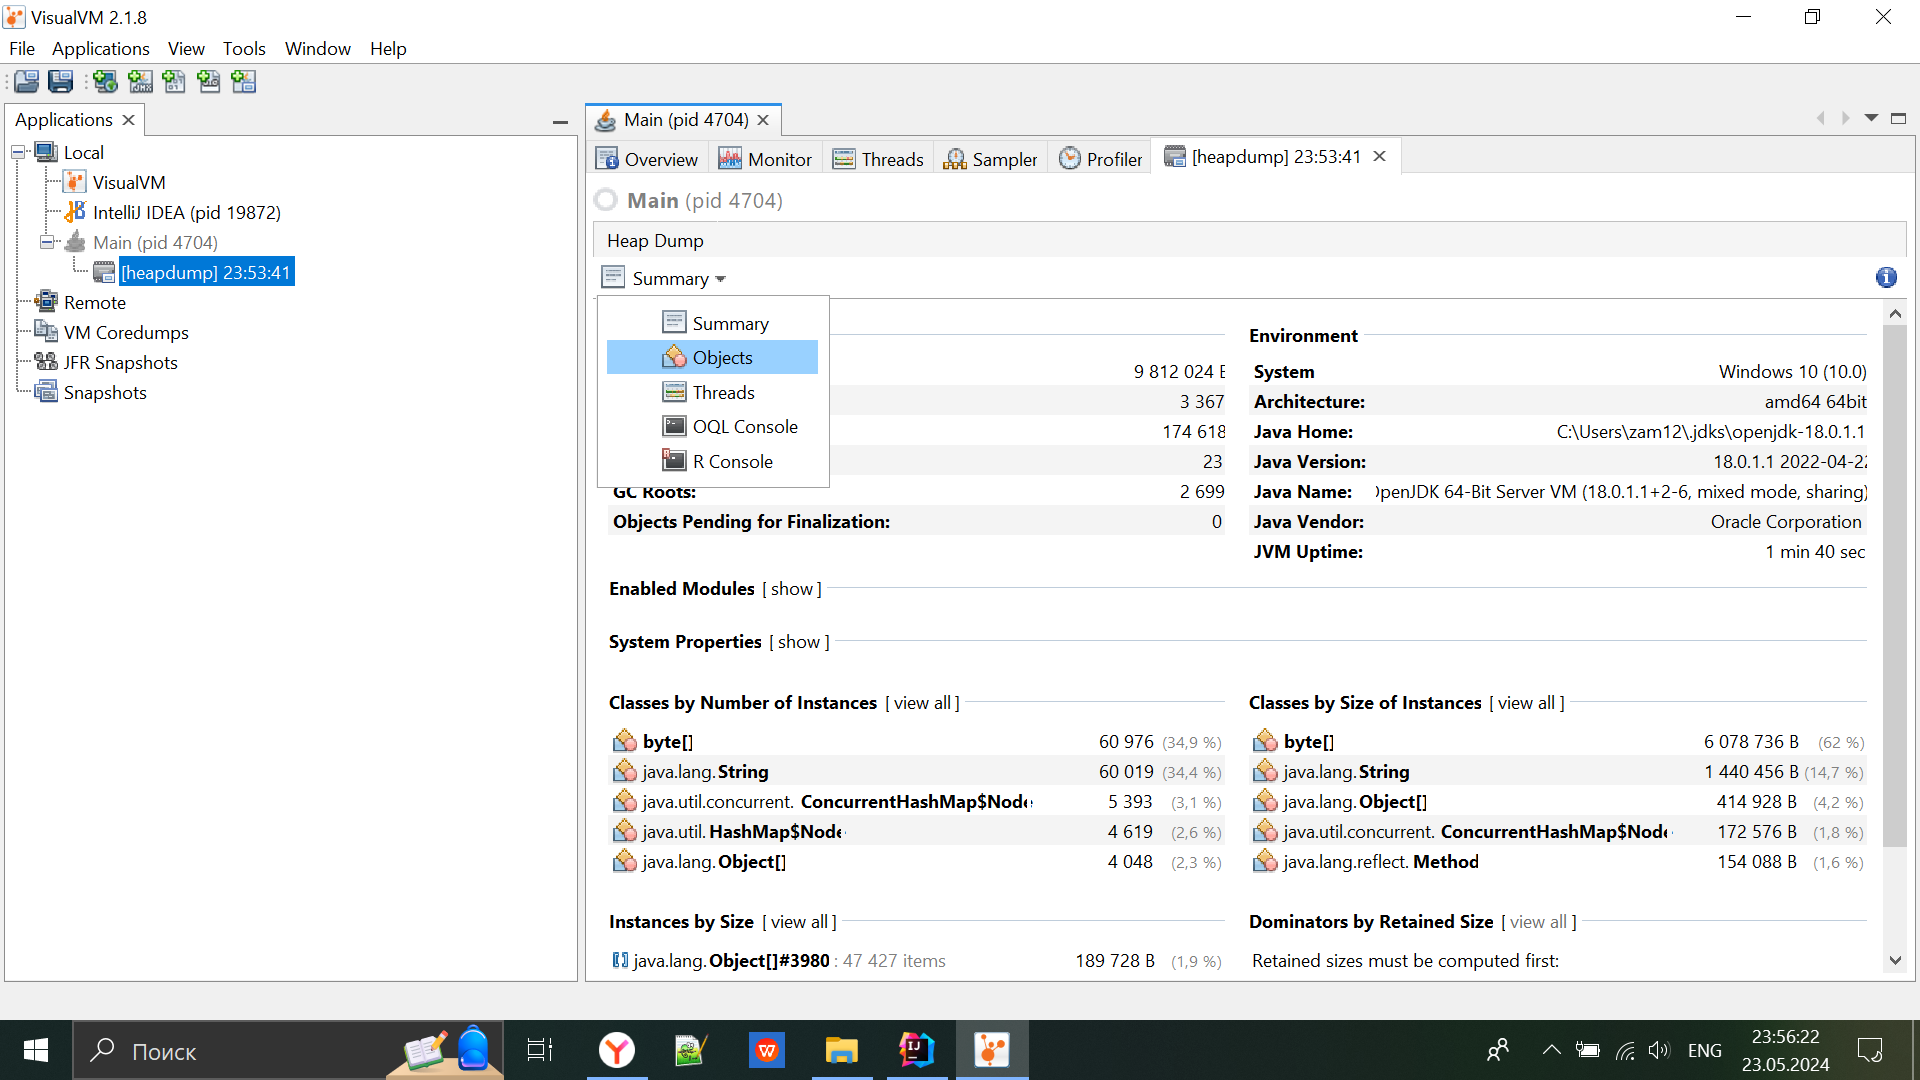 VisualVM 2.1.8
File Applications View Tools Window Help
Applications
Local
VisualVM
IntelliJ IDEA (pid 19872)
Main (pid 4704)
[heapdump] 23:53:41
Remote
VM Coredumps
JFR Snapshots
Snapshots
Main (pid 4704)
Overview Monitor Threads Sampler Profiler [heapdump] 23:53:41
Main (pid 4704)
Heap Dump
Summary
Summary
Objects
Threads
OQL Console
R Console
9 812 024 B
3 367
174 618
23
GC Roots: 2 699
Objects Pending for Finalization: 0
Environment
System Windows 10 (10.0)
Architecture: amd64 64bit
Java Home: C:\Users\zam12\.jdks\openjdk-18.0.1.1
Java Version: 18.0.1.1 2022-04-22
Java Name: OpenJDK 64-Bit Server VM (18.0.1.1+2-6, mixed mode, sharing)
Java Vendor: Oracle Corporation
JVM Uptime: 1 min 40 sec
Enabled Modules [ show ]
System Properties [ show ]
Classes by Number of Instances [ view all ]
byte[] 60 976 (34,9 %)
java.lang.String 60 019 (34,4 %)
java.util.concurrent.ConcurrentHashMap$Node 5 393 (3,1 %)
java.util.HashMap$Node 4 619 (2,6 %)
java.lang.Object[] 4 048 (2,3 %)
Classes by Size of Instances [ view all ]
byte[] 6 078 736 B (62 %)
java.lang.String 1 440 456 B (14,7 %)
java.lang.Object[] 414 928 B (4,2 %)
java.util.concurrent.ConcurrentHashMap$Node 172 576 B (1,8 %)
java.lang.reflect.Method 154 088 B (1,6 %)
Instances by Size [ view all ]
java.lang.Object[]#3980 : 47 427 items 189 728 B (1,9 %)
Dominators by Retained Size [ view all ]
Retained sizes must be computed first:
Поиск
ENG
23:56:22
23.05.2024